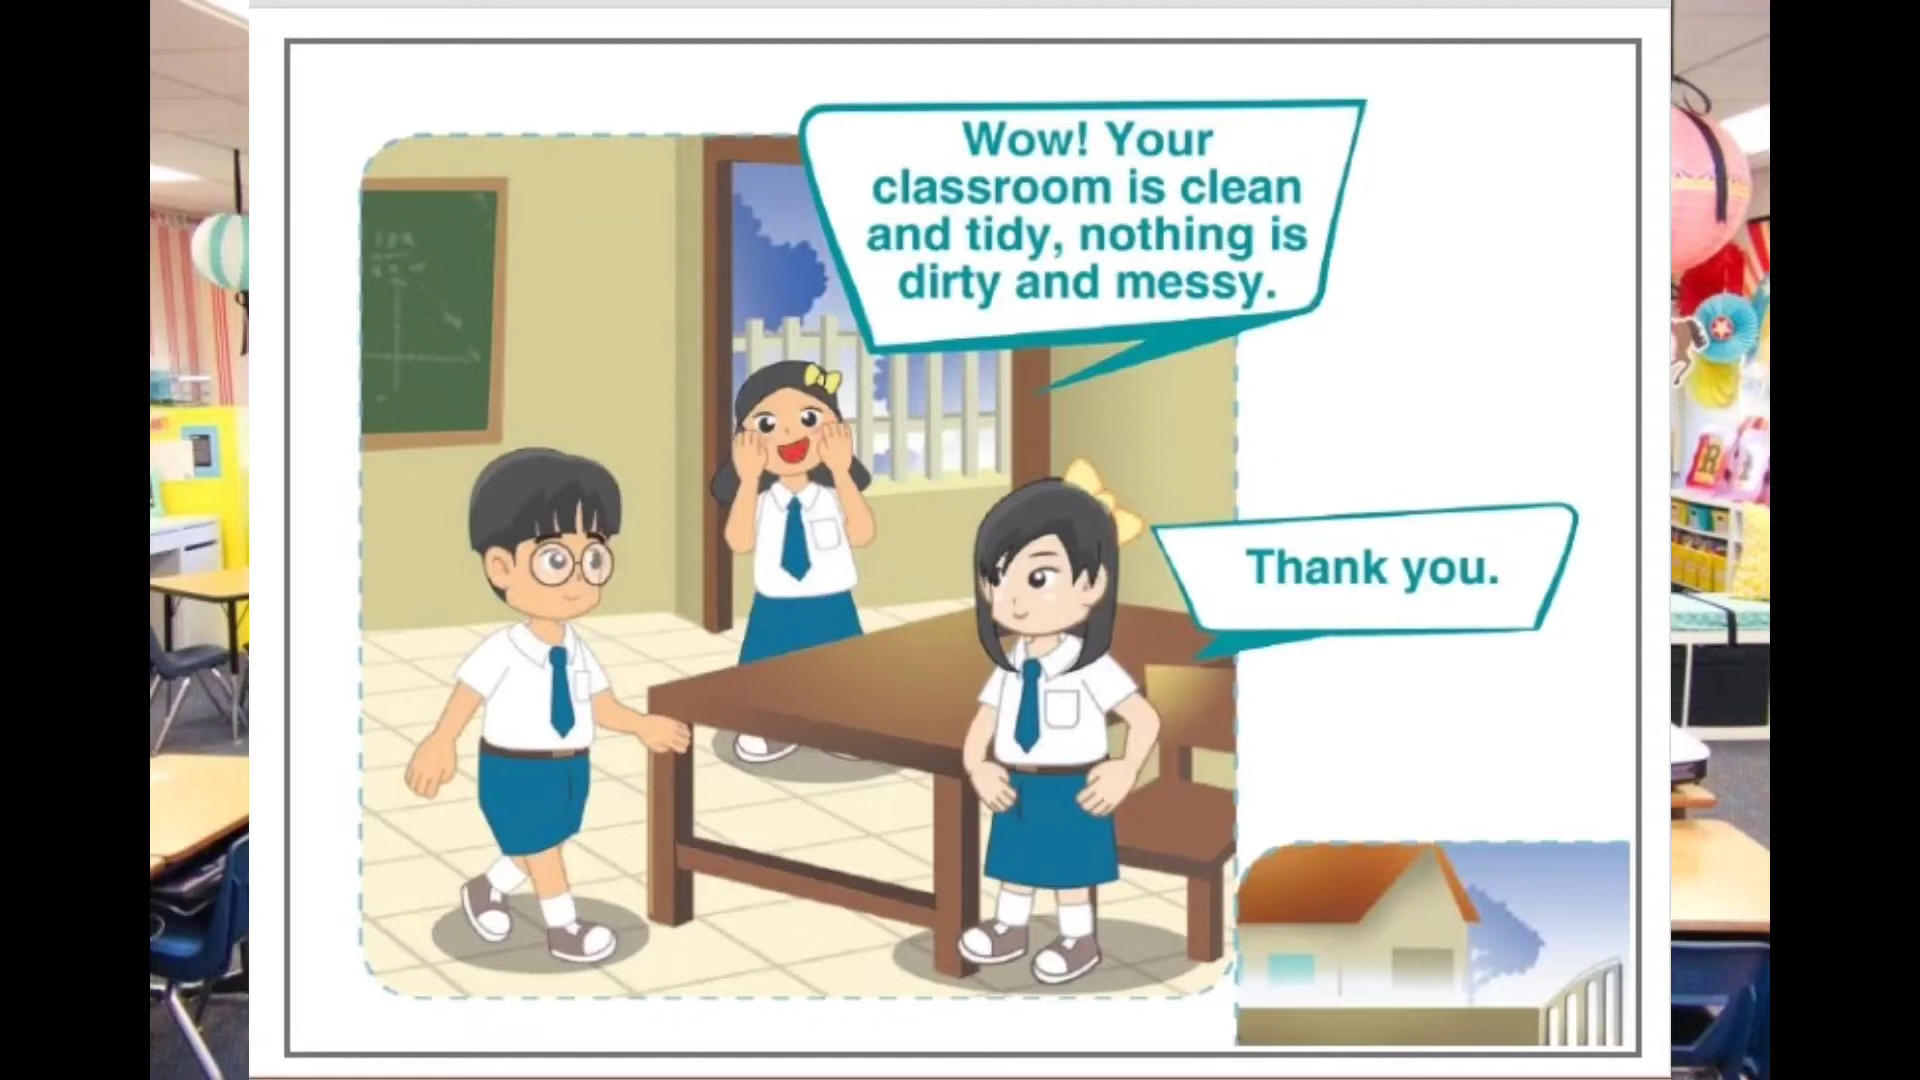 Wow! Your
classroom is clean
and tidy, nothing is
dirty and messy.
Thank you.